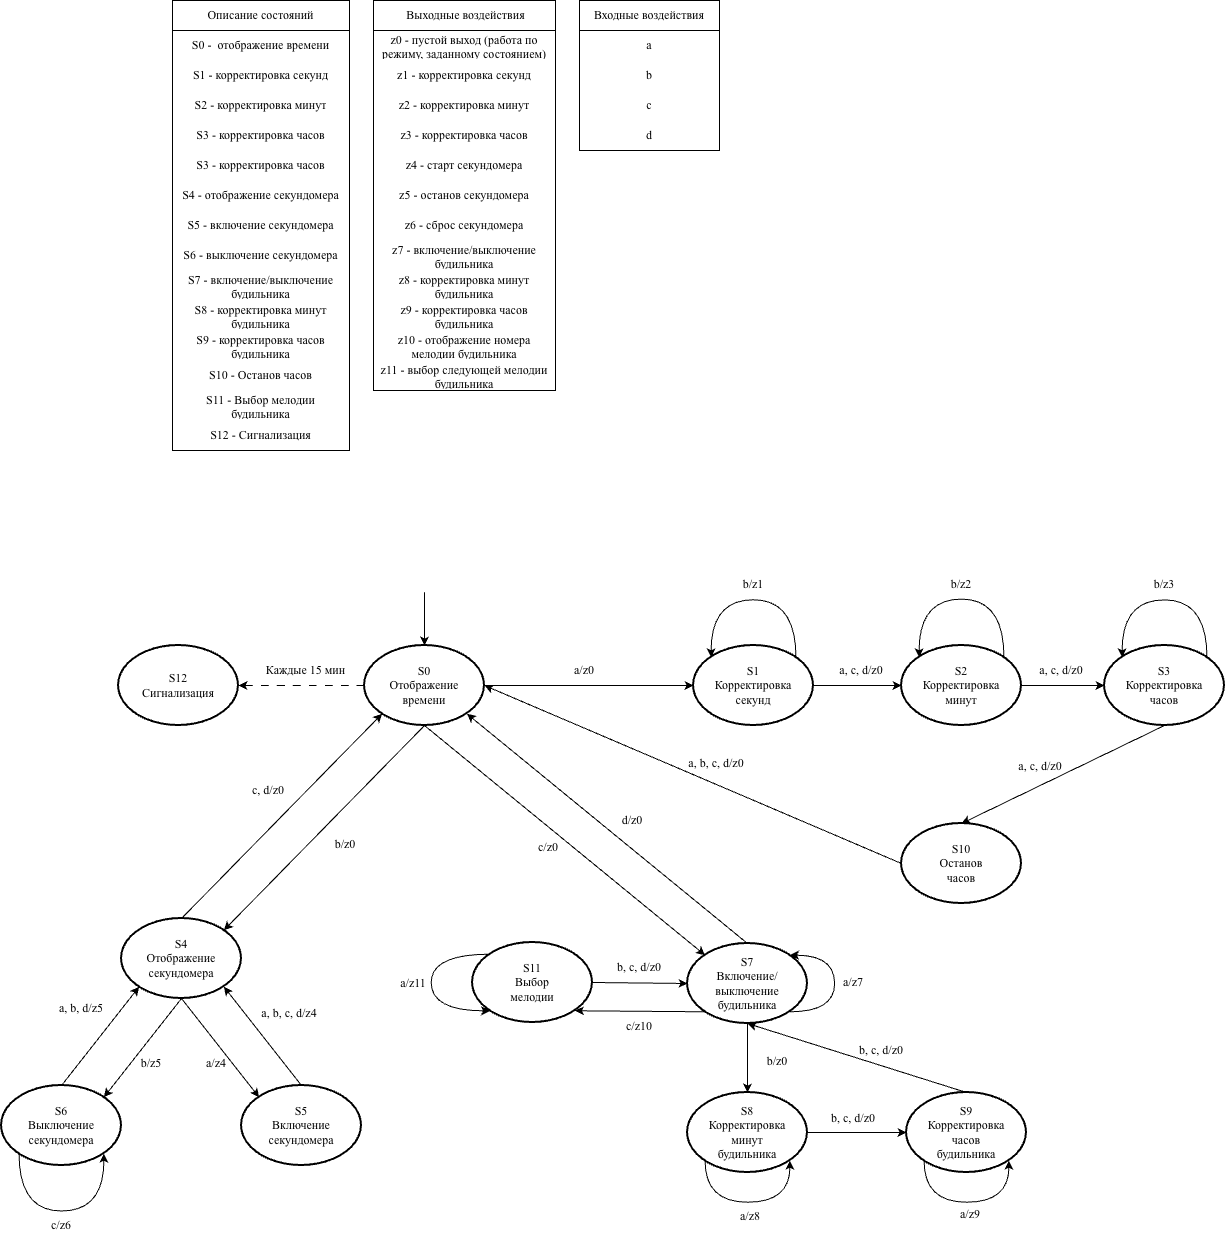 Описание состояний
S0 - отображение времени
S1 - корректировка секунд
S2 - корректировка минут
S3 - корректировка часов
S3 - корректировка часов
S4 - отображение секундомера
S5 - включение секундомера
S6 - выключение секундомера
S7 - включение/выключение
будильника
S8 - корректировка минут
будильника
S9 - корректировка часов
будильника
S10 - Останов часов
S11 - Выбор мелодии
будильника
S12 - Сигнализация
Выходные воздействия
z0 - пустой выход (работа по
режиму, заданному состоянием)
z1 - корректировка секунд
z2 - корректировка минут
z3 - корректировка часов
z4 - старт секундомера
z5 - останов секундомера
z6 - сброс секундомера
z7 - включение/выключение
будильника
z8 - корректировка минут
будильника
z9 - корректировка часов
будильника
z10 - отображение номера
мелодии будильника
z11 - выбор следующей мелодии
будильника
Входные воздействия
a
b
c
d
b/z1
b/z2
b/z3
S12
Сигнализация
Каждые 15 мин
S0
Отображение
времени
a/z0
S1
Корректировка
секунд
a, c, d/z0
S2
Корректировка
минут
a, c, d/z0
S3
Корректировка
часов
a, b, c, d/z0
a, c, d/z0
c, d/z0
b/z0
c/z0
d/z0
S10
Останов
часов
S4
Отображение
секундомера
a/z11
S11
Выбор
мелодии
b, c, d/z0
c/z10
S7
Включение/
выключение
будильника
a/z7
a, b, d/z5
b/z5
a/z4
a, b, c, d/z4
b/z0
b, c, d/z0
S6
Выключение
секундомера
c/z6
S5
Включение
секундомера
S8
Корректировка
минут
будильника
a/z8
b, c, d/z0
S9
Корректировка
часов
будильника
a/z9